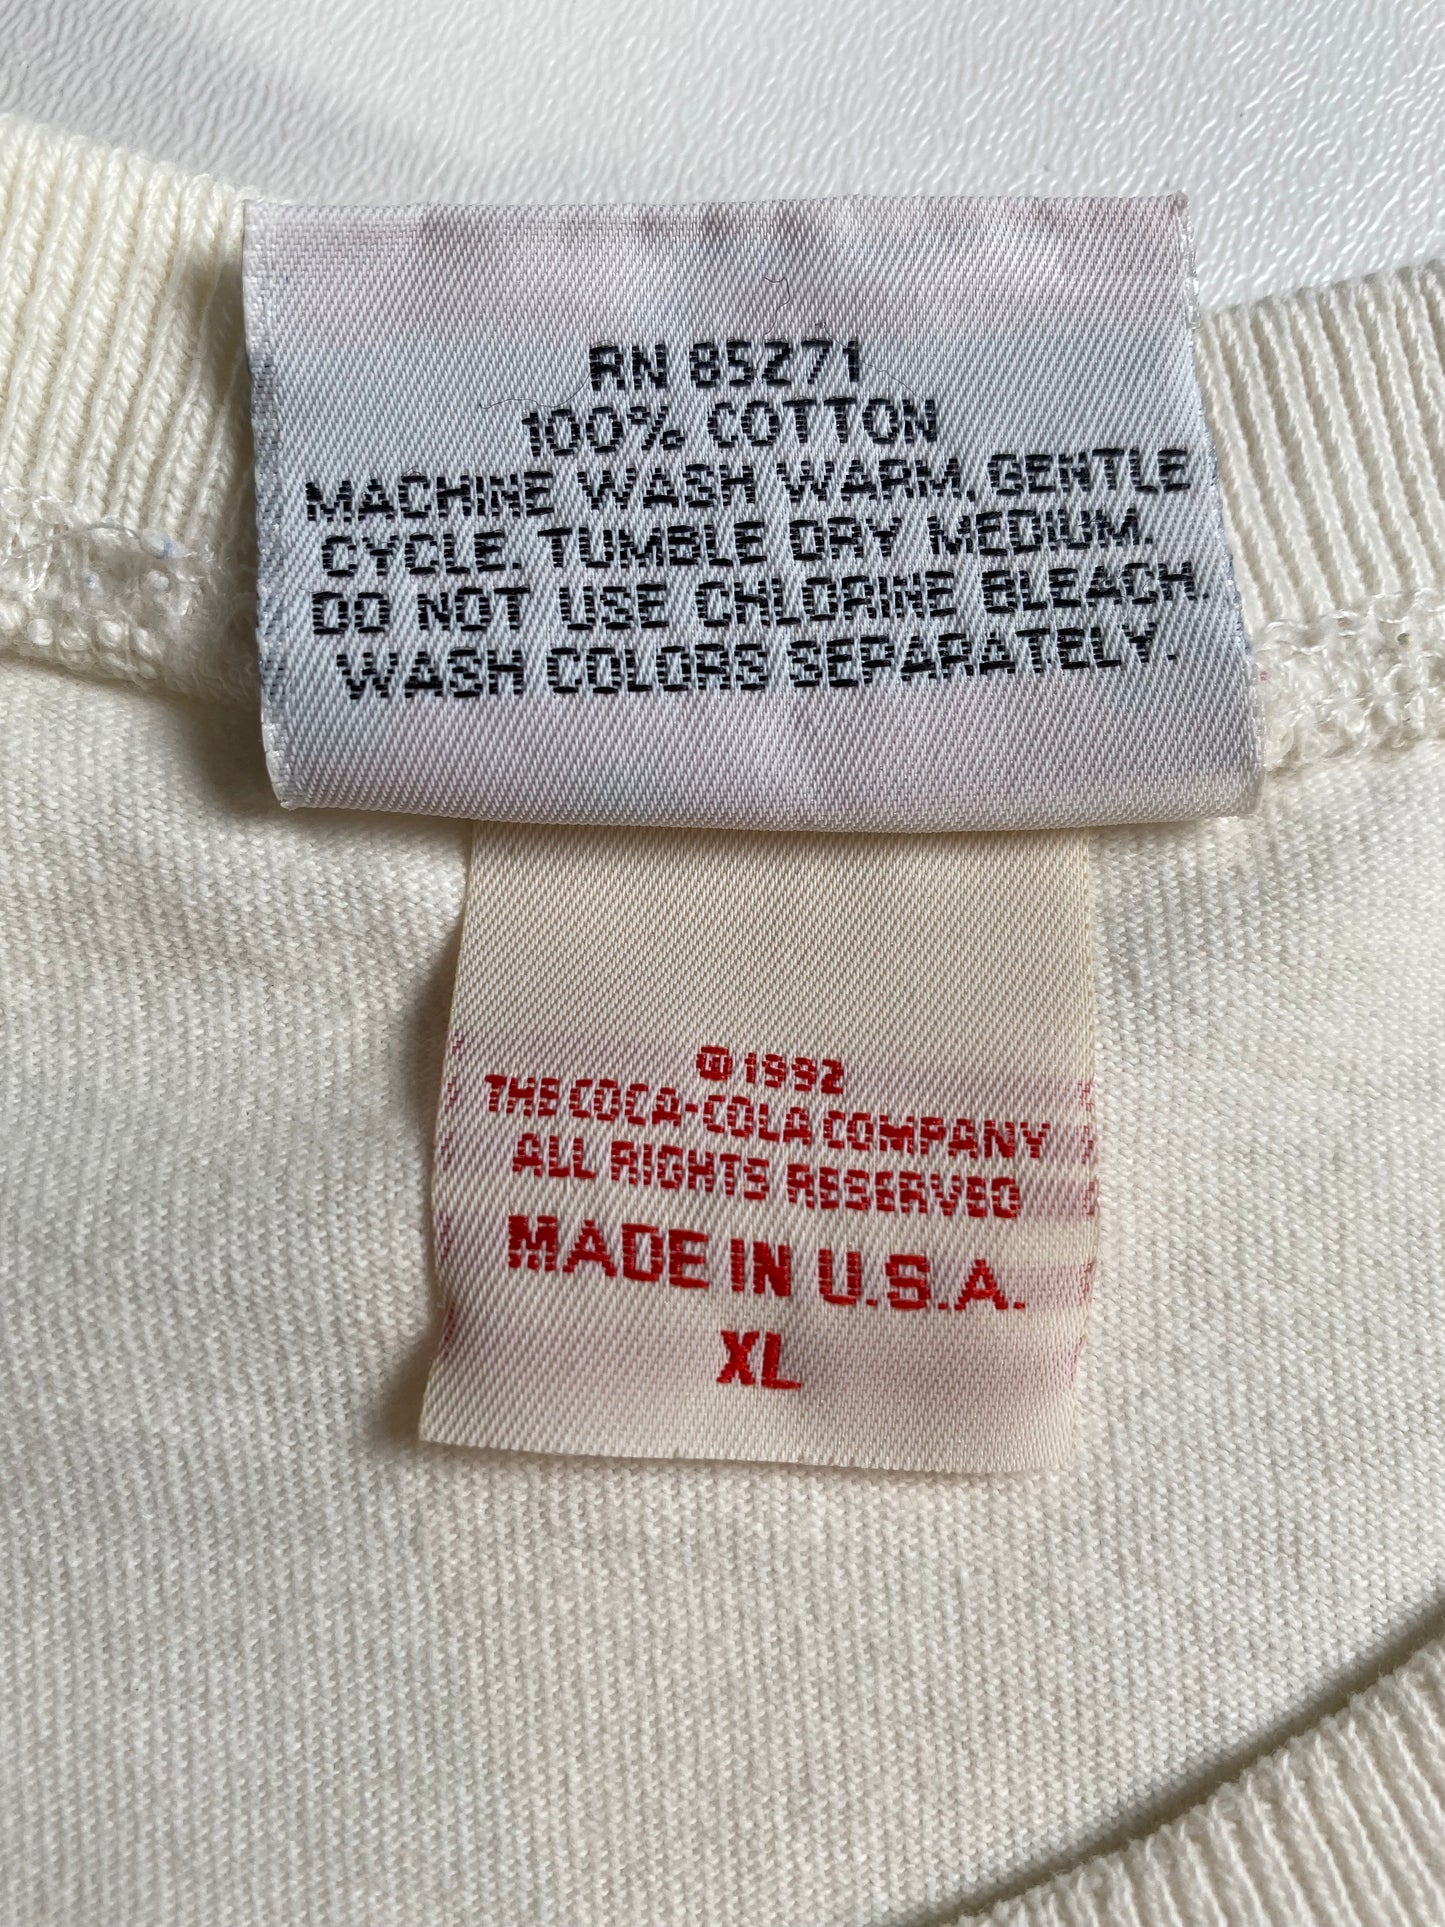 RN 85271
100% COTTON
MACHINE WASH WARM, GENTLE
CYCLE. TUMBLE DRY MEDIUM.
DO NOT USE CHLORINE BLEACH.
WASH COLORS SEPARATELY.
©1992
THE COCA-COLA COMPANY
ALL RIGHTS RESERVED
MADE IN U.S.A.
XL